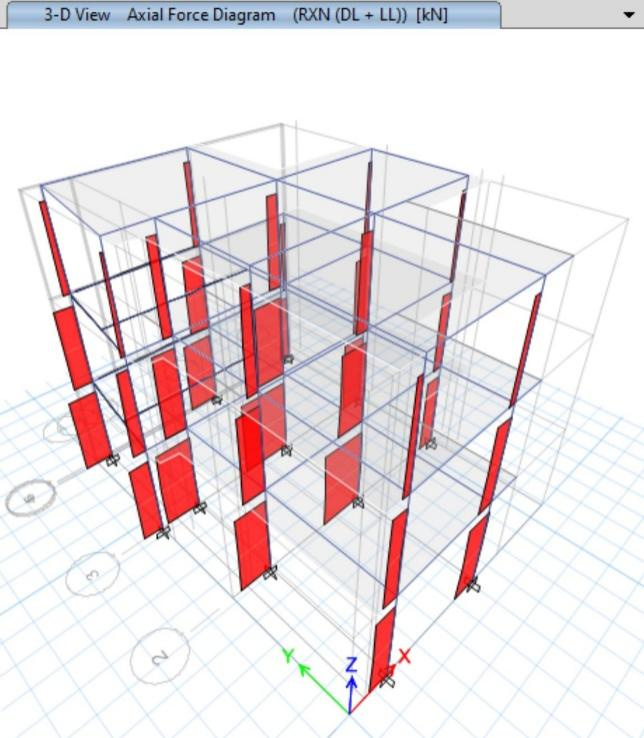 3-D View Axial Force Diagram (RXN (DL + LL)) [kN]
3
2
Y
Z
X